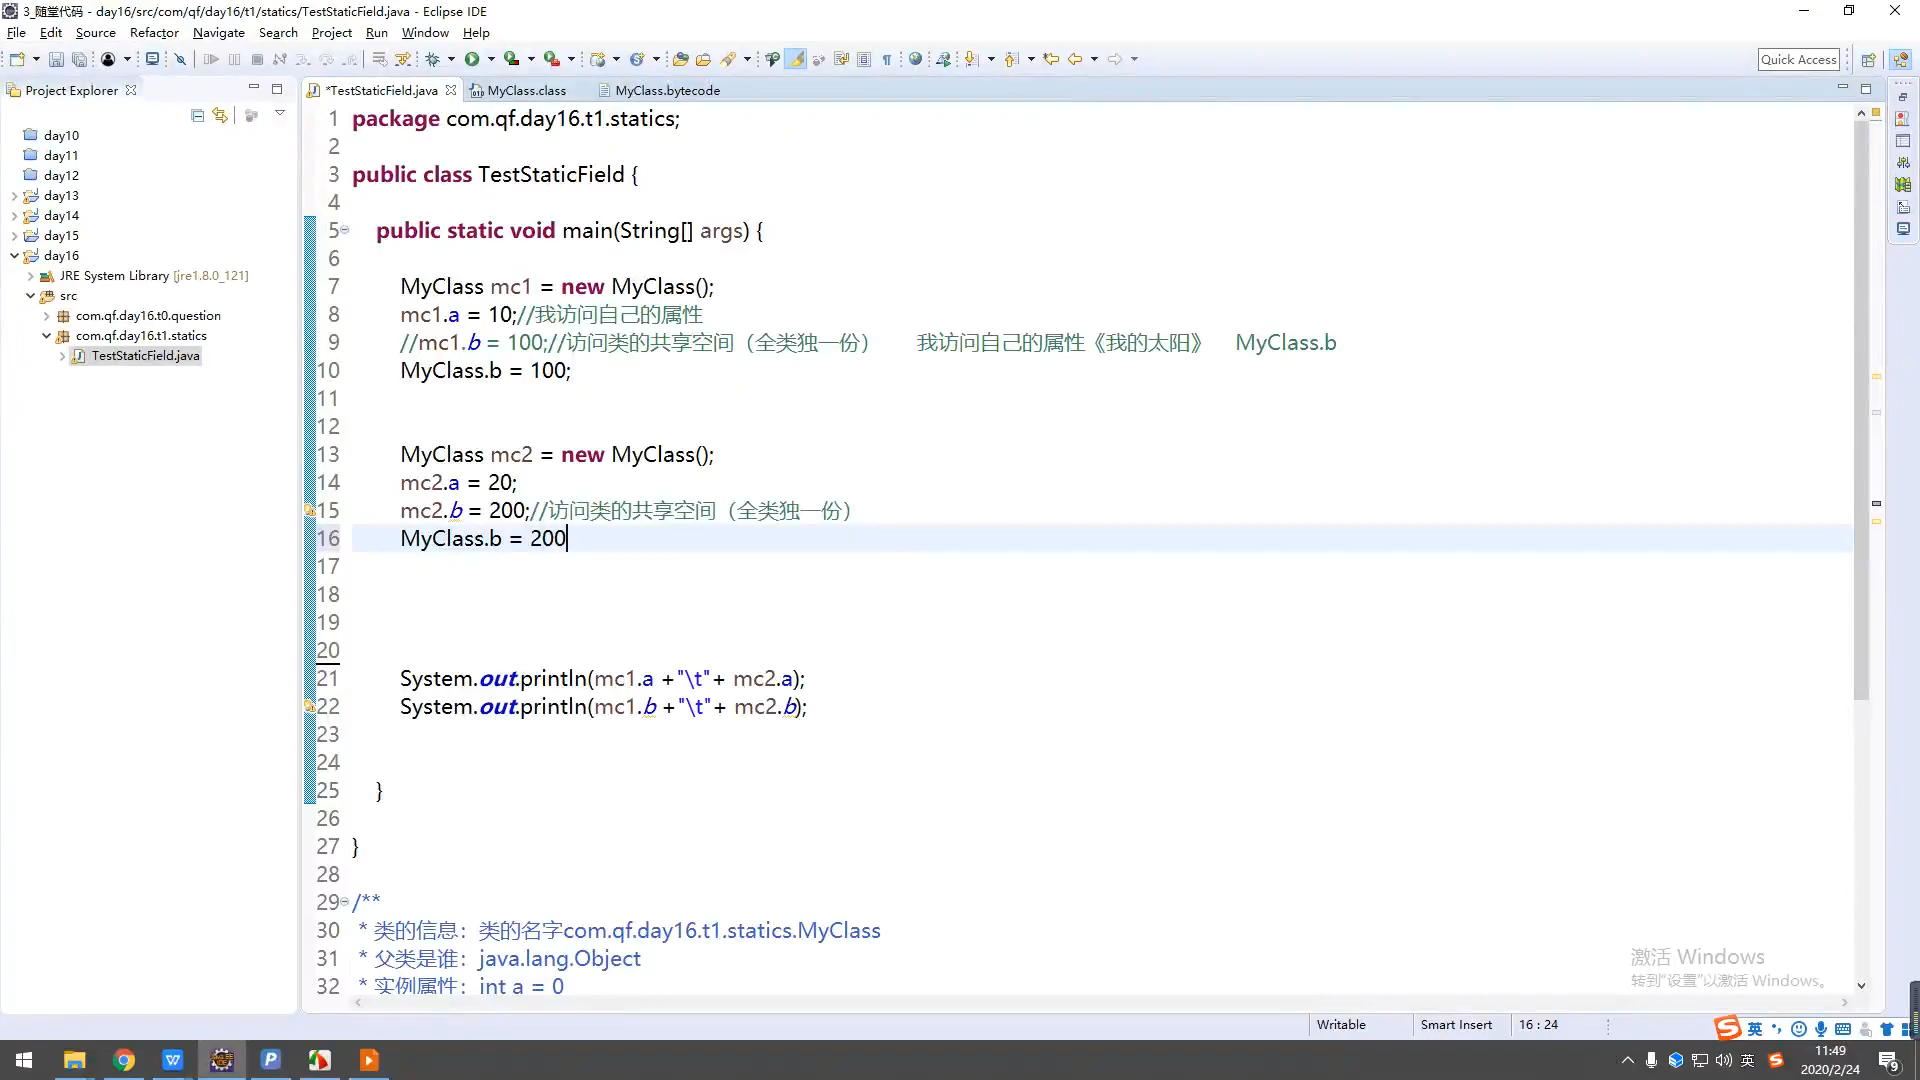 3_随堂代码 - day16/src/com/qf/day16/t1/statics/TestStaticField.java - Eclipse IDE
File Edit Source Refactor Navigate Search Project Run Window Help
Quick Access
Project Explorer
*TestStaticField.java MyClass.class MyClass.bytecode
day10
day11
day12
day13
day14
day15
day16
JRE System Library [jre1.8.0_121]
src
com.qf.day16.t0.question
com.qf.day16.t1.statics
TestStaticField.java
1 package com.qf.day16.t1.statics;
2
3 public class TestStaticField {
4
5 public static void main(String[] args) {
6
7 MyClass mc1 = new MyClass();
8 mc1.a = 10;//我访问自己的属性
9 //mc1.b = 100;//访问类的共享空间（全类独一份） 我访问自己的属性《我的太阳》 MyClass.b
10 MyClass.b = 100;
11
12
13 MyClass mc2 = new MyClass();
14 mc2.a = 20;
15 mc2.b = 200;//访问类的共享空间（全类独一份）
16 MyClass.b = 200
17
18
19
20
21 System.out.println(mc1.a +"\t"+ mc2.a);
22 System.out.println(mc1.b +"\t"+ mc2.b);
23
24
25 }
26
27 }
28
29 /**
30 * 类的信息：类的名字com.qf.day16.t1.statics.MyClass
31 * 父类是谁：java.lang.Object
32 * 实例属性：int a = 0
激活 Windows
转到“设置”以激活 Windows。
Writable Smart Insert 16 : 24
英
英
11:49
2020/2/24
9